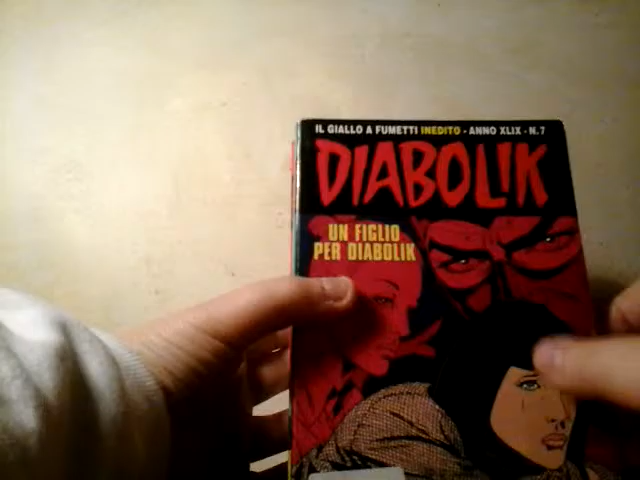 IL GIALLO A FUMETTI INEDITO - ANNO XLIX - N.7
DIABOLIK
UN FIGLIO
PER DIABOLIK